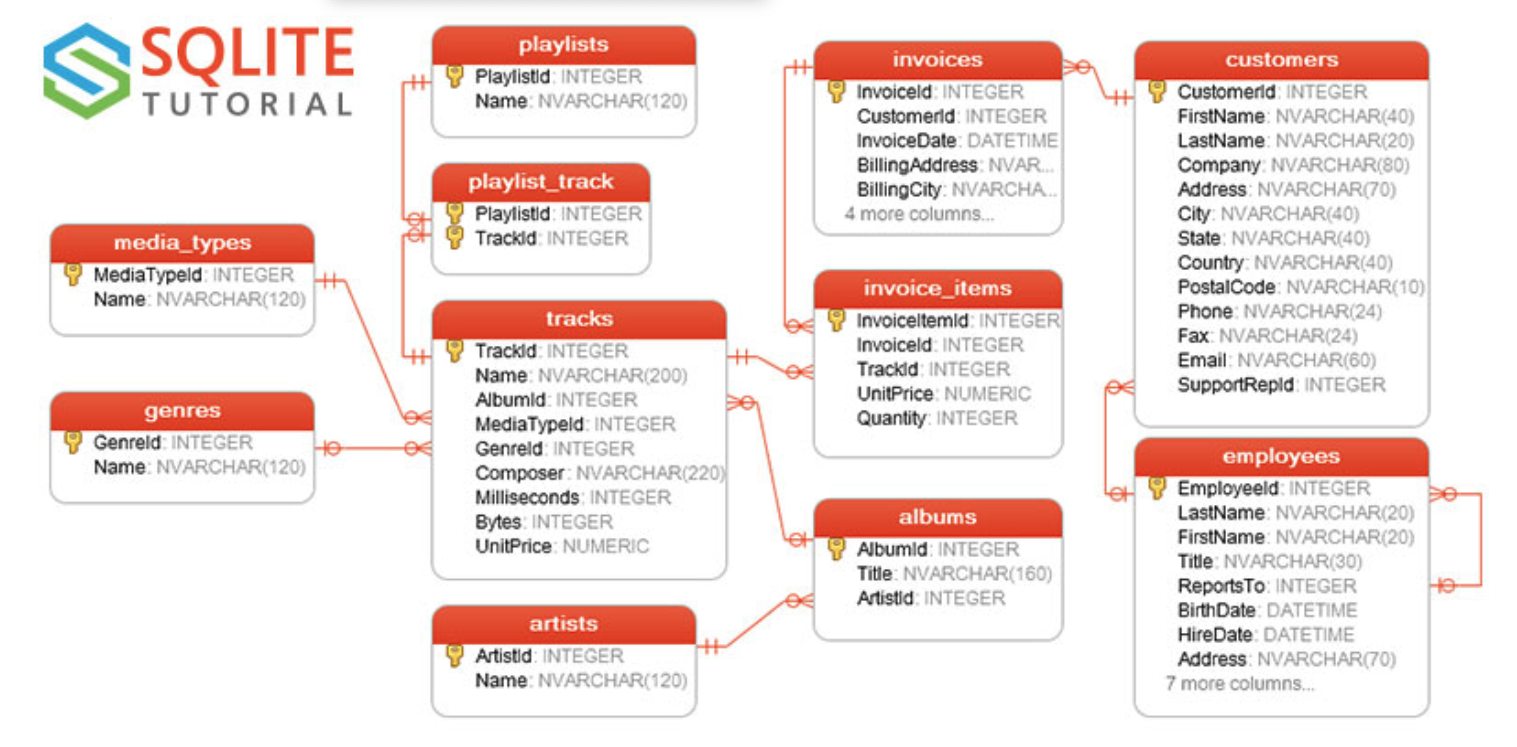 SQLITE
TUTORIAL
playlists
PlaylistId: INTEGER
Name: NVARCHAR(120)
playlist_track
PlaylistId: INTEGER
TrackId: INTEGER
media_types
MediaTypeId: INTEGER
Name: NVARCHAR(120)
genres
GenreId: INTEGER
Name: NVARCHAR(120)
tracks
TrackId: INTEGER
Name: NVARCHAR(200)
AlbumId: INTEGER
MediaTypeId: INTEGER
GenreId: INTEGER
Composer: NVARCHAR(220)
Milliseconds: INTEGER
Bytes: INTEGER
UnitPrice: NUMERIC
artists
ArtistId: INTEGER
Name: NVARCHAR(120)
invoices
InvoiceId: INTEGER
CustomerId: INTEGER
InvoiceDate: DATETIME
BillingAddress: NVAR...
BillingCity: NVARCHA...
4 more columns...
invoice_items
InvoiceItemId: INTEGER
InvoiceId: INTEGER
TrackId: INTEGER
UnitPrice: NUMERIC
Quantity: INTEGER
albums
AlbumId: INTEGER
Title: NVARCHAR(160)
ArtistId: INTEGER
customers
CustomerId: INTEGER
FirstName: NVARCHAR(40)
LastName: NVARCHAR(20)
Company: NVARCHAR(80)
Address: NVARCHAR(70)
City: NVARCHAR(40)
State: NVARCHAR(40)
Country: NVARCHAR(40)
PostalCode: NVARCHAR(10)
Phone: NVARCHAR(24)
Fax: NVARCHAR(24)
Email: NVARCHAR(60)
SupportRepId: INTEGER
employees
EmployeeId: INTEGER
LastName: NVARCHAR(20)
FirstName: NVARCHAR(20)
Title: NVARCHAR(30)
ReportsTo: INTEGER
BirthDate: DATETIME
HireDate: DATETIME
Address: NVARCHAR(70)
7 more columns...